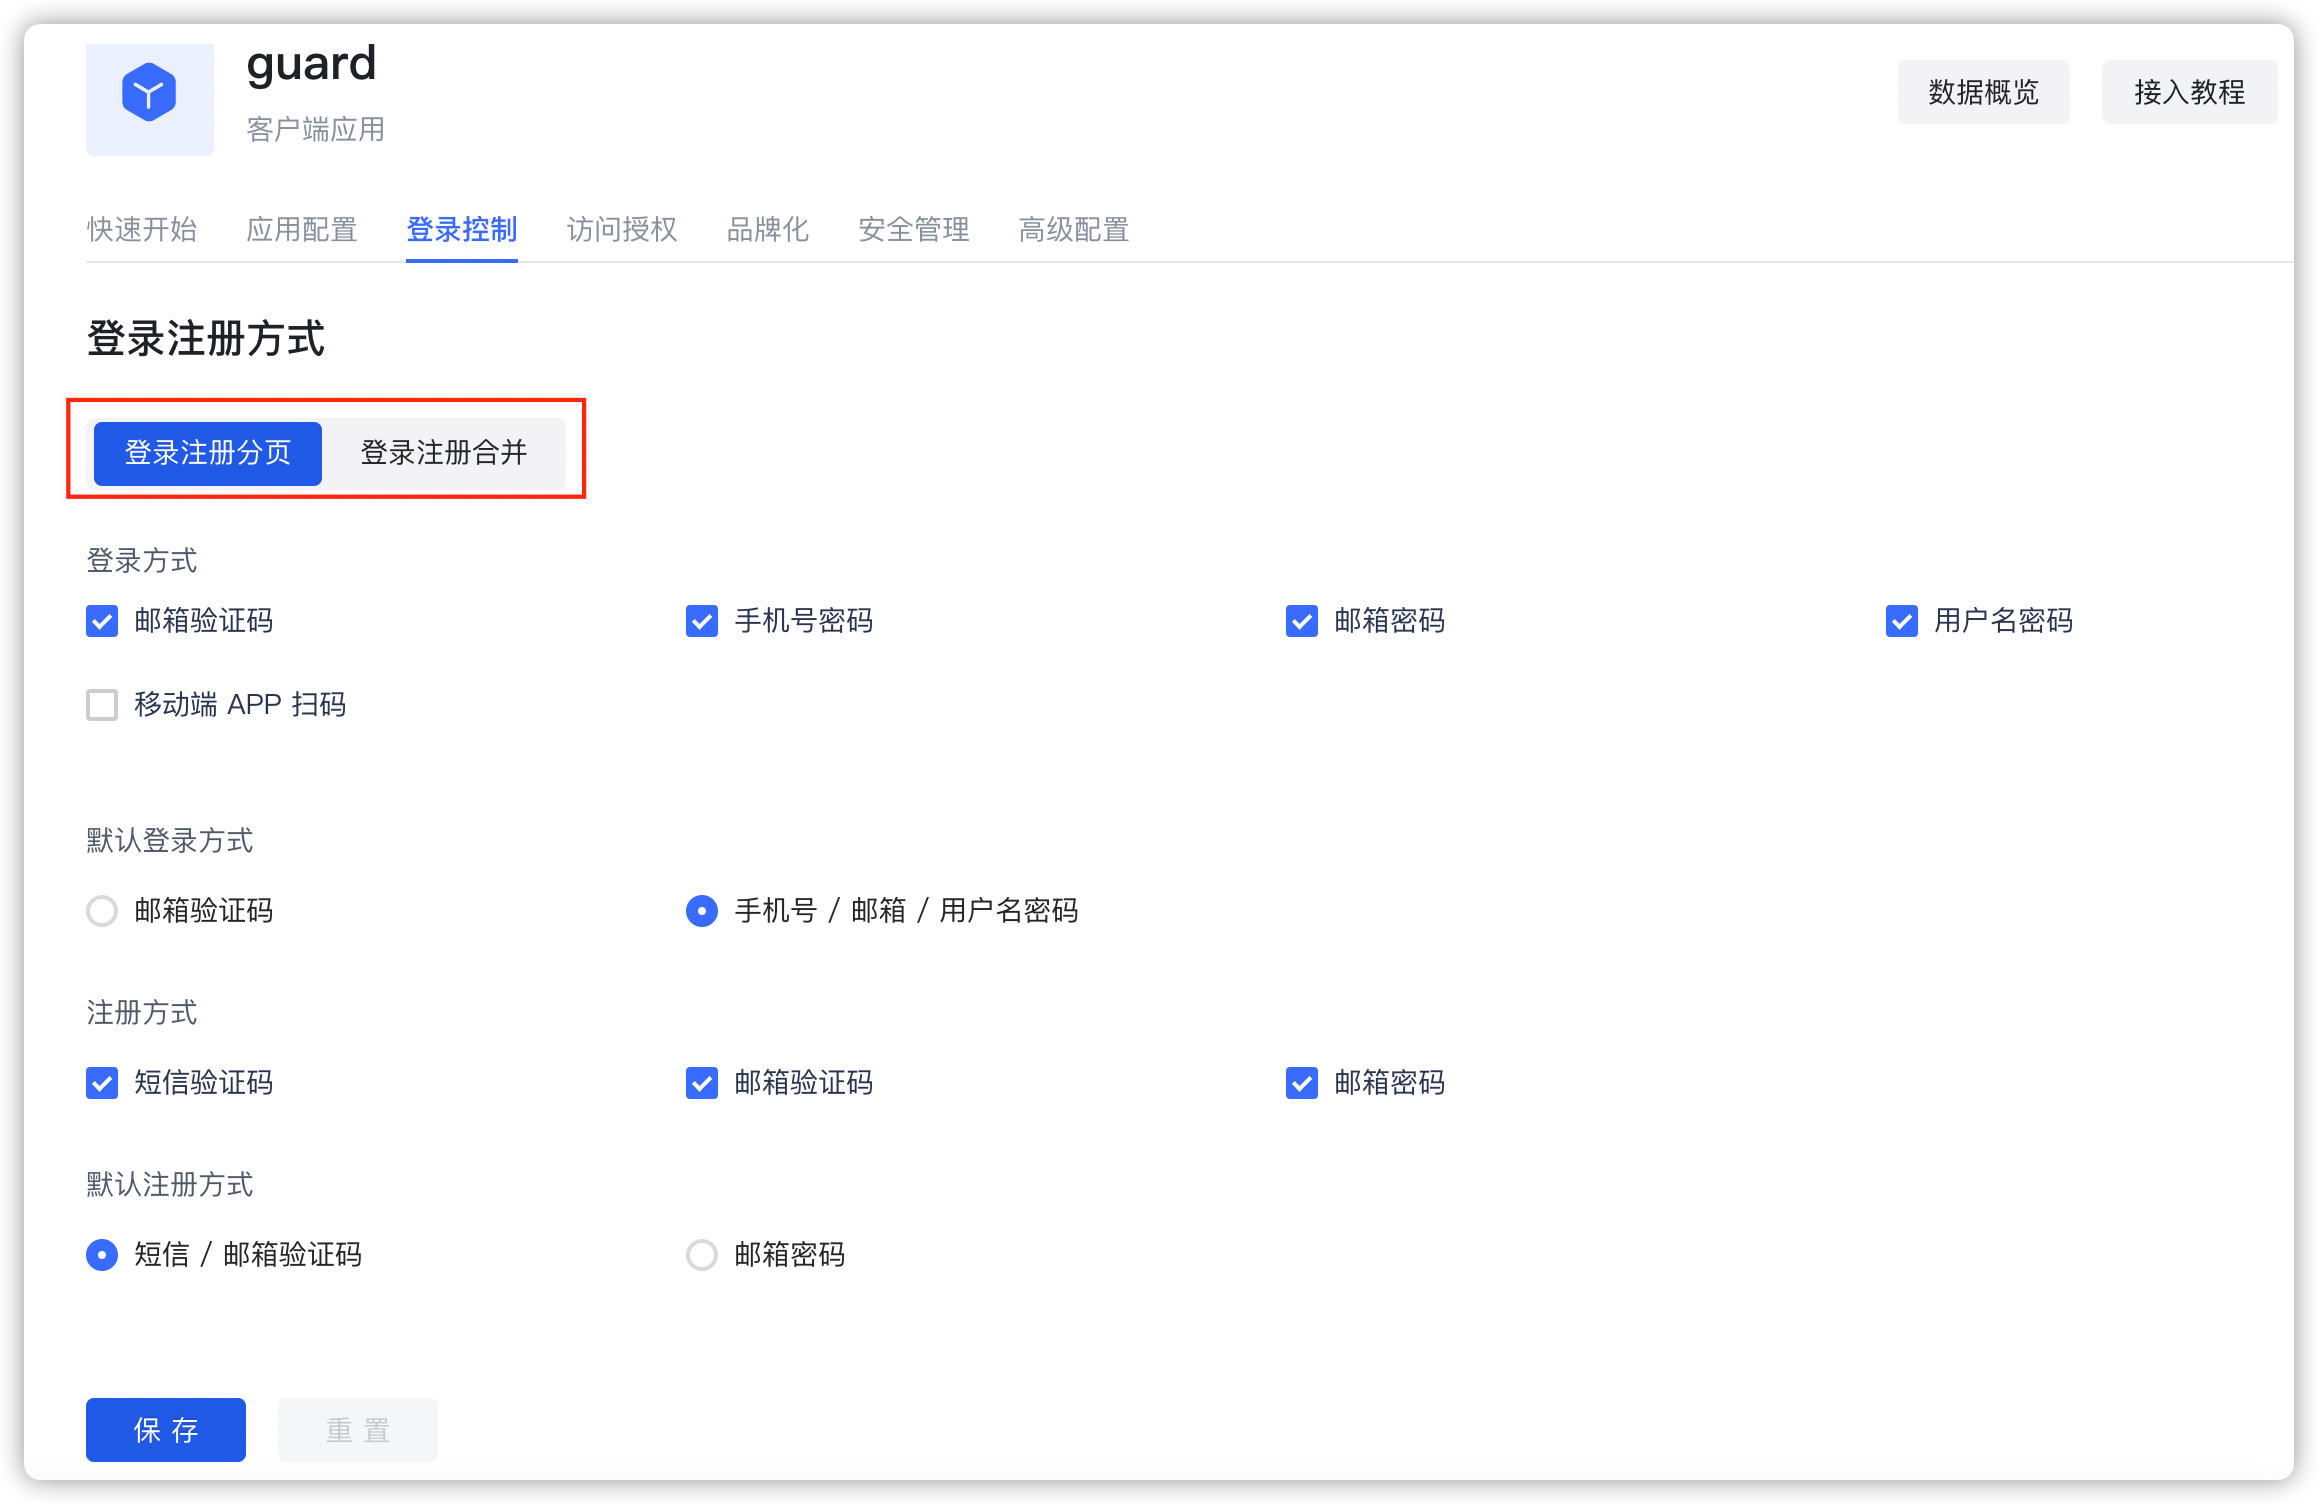 guard
客户端应用
数据概览 接入教程
快速开始 应用配置 登录控制 访问授权 品牌化 安全管理 高级配置
登录注册方式
登录注册分页 登录注册合并
登录方式
邮箱验证码 手机号密码 邮箱密码 用户名密码
移动端 APP 扫码
默认登录方式
邮箱验证码 手机号 / 邮箱 / 用户名密码
注册方式
短信验证码 邮箱验证码 邮箱密码
默认注册方式
短信 / 邮箱验证码 邮箱密码
保 存 重 置